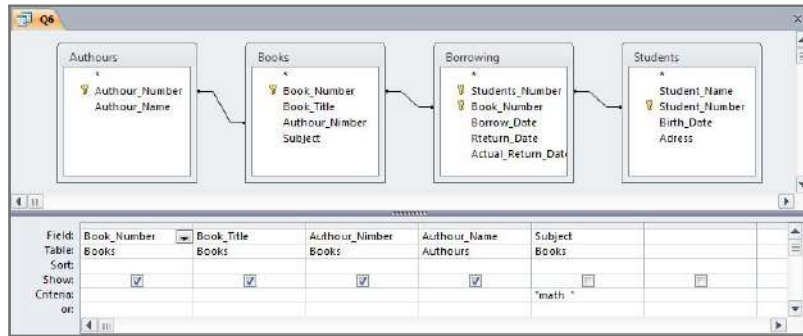 Q6
Authours
*
Authour_Number
Authour_Name
Books
*
Book_Number
Book_Title
Authour_Nimber
Subject
Borrowing
*
Students_Number
Book_Number
Borrow_Date
Rteturn_Date
Actual_Return_Date
Students
*
Student_Name
Student_Number
Birth_Date
Adress
Field: Book_Number Book_Title Authour_Nimber Authour_Name Subject
Table: Books Books Books Authours Books
Sort:
Show:
Criteria: "math "
or: